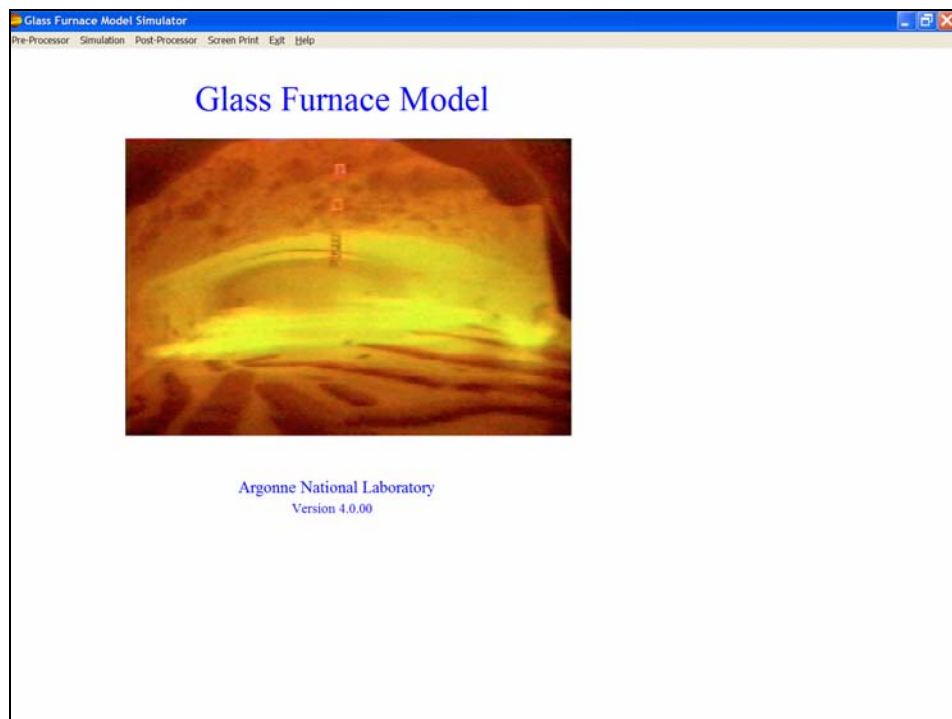 Glass Furnace Model Simulator
Pre-Processor Simulation Post-Processor Screen Print Exit Help
Glass Furnace Model
Argonne National Laboratory
Version 4.0.00